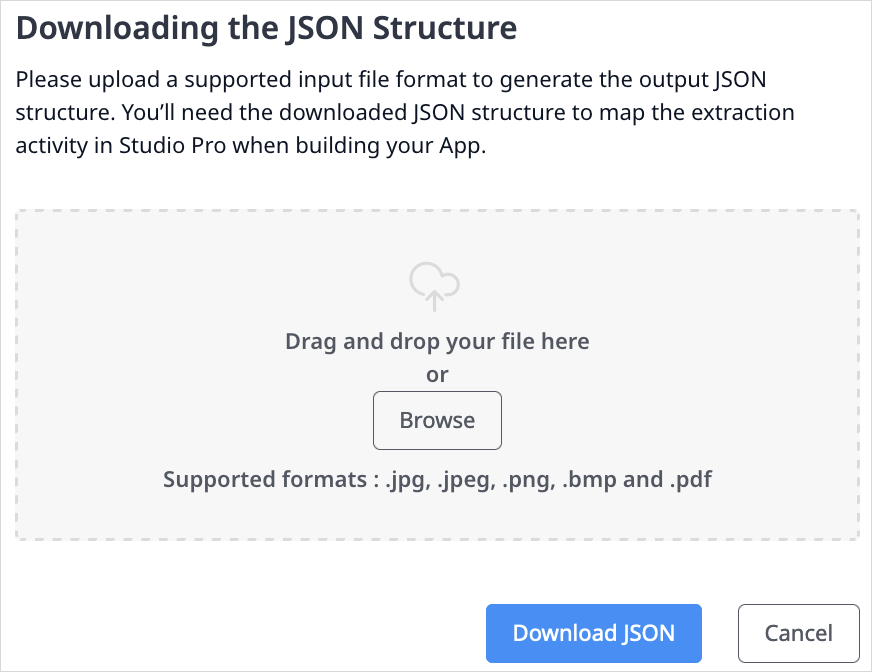 Downloading the JSON Structure
Please upload a supported input file format to generate the output JSON
structure. You’ll need the downloaded JSON structure to map the extraction
activity in Studio Pro when building your App.
Drag and drop your file here
or
Browse
Supported formats : .jpg, .jpeg, .png, .bmp and .pdf
Download JSON
Cancel